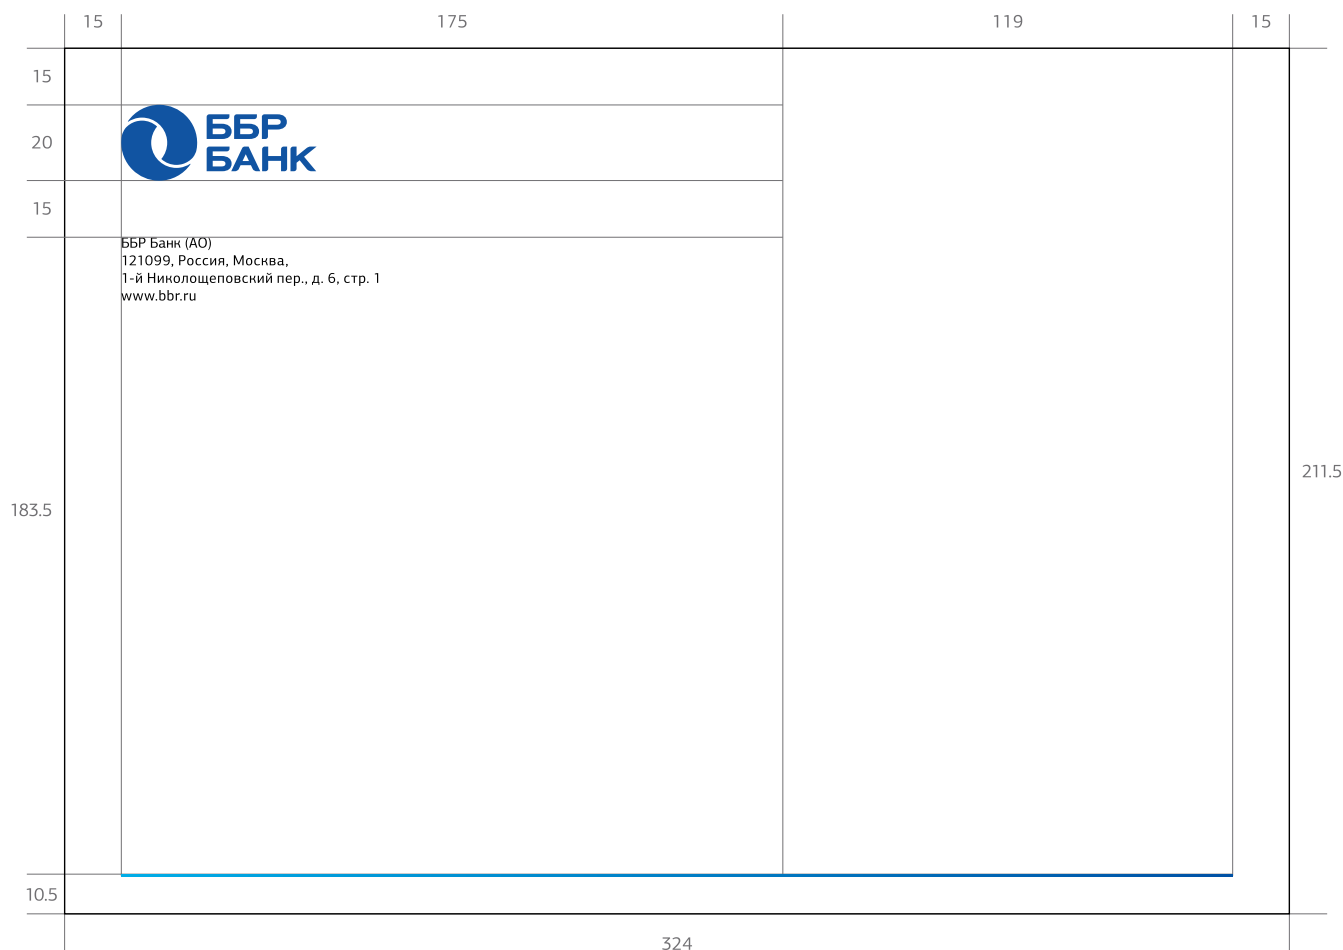 15 175 119 15
15
ББР
БАНК
20
15
ББР Банк (АО)
121099, Россия, Москва,
1-й Николощеповский пер., д. 6, стр. 1
www.bbr.ru
211.5
183.5
10.5
324